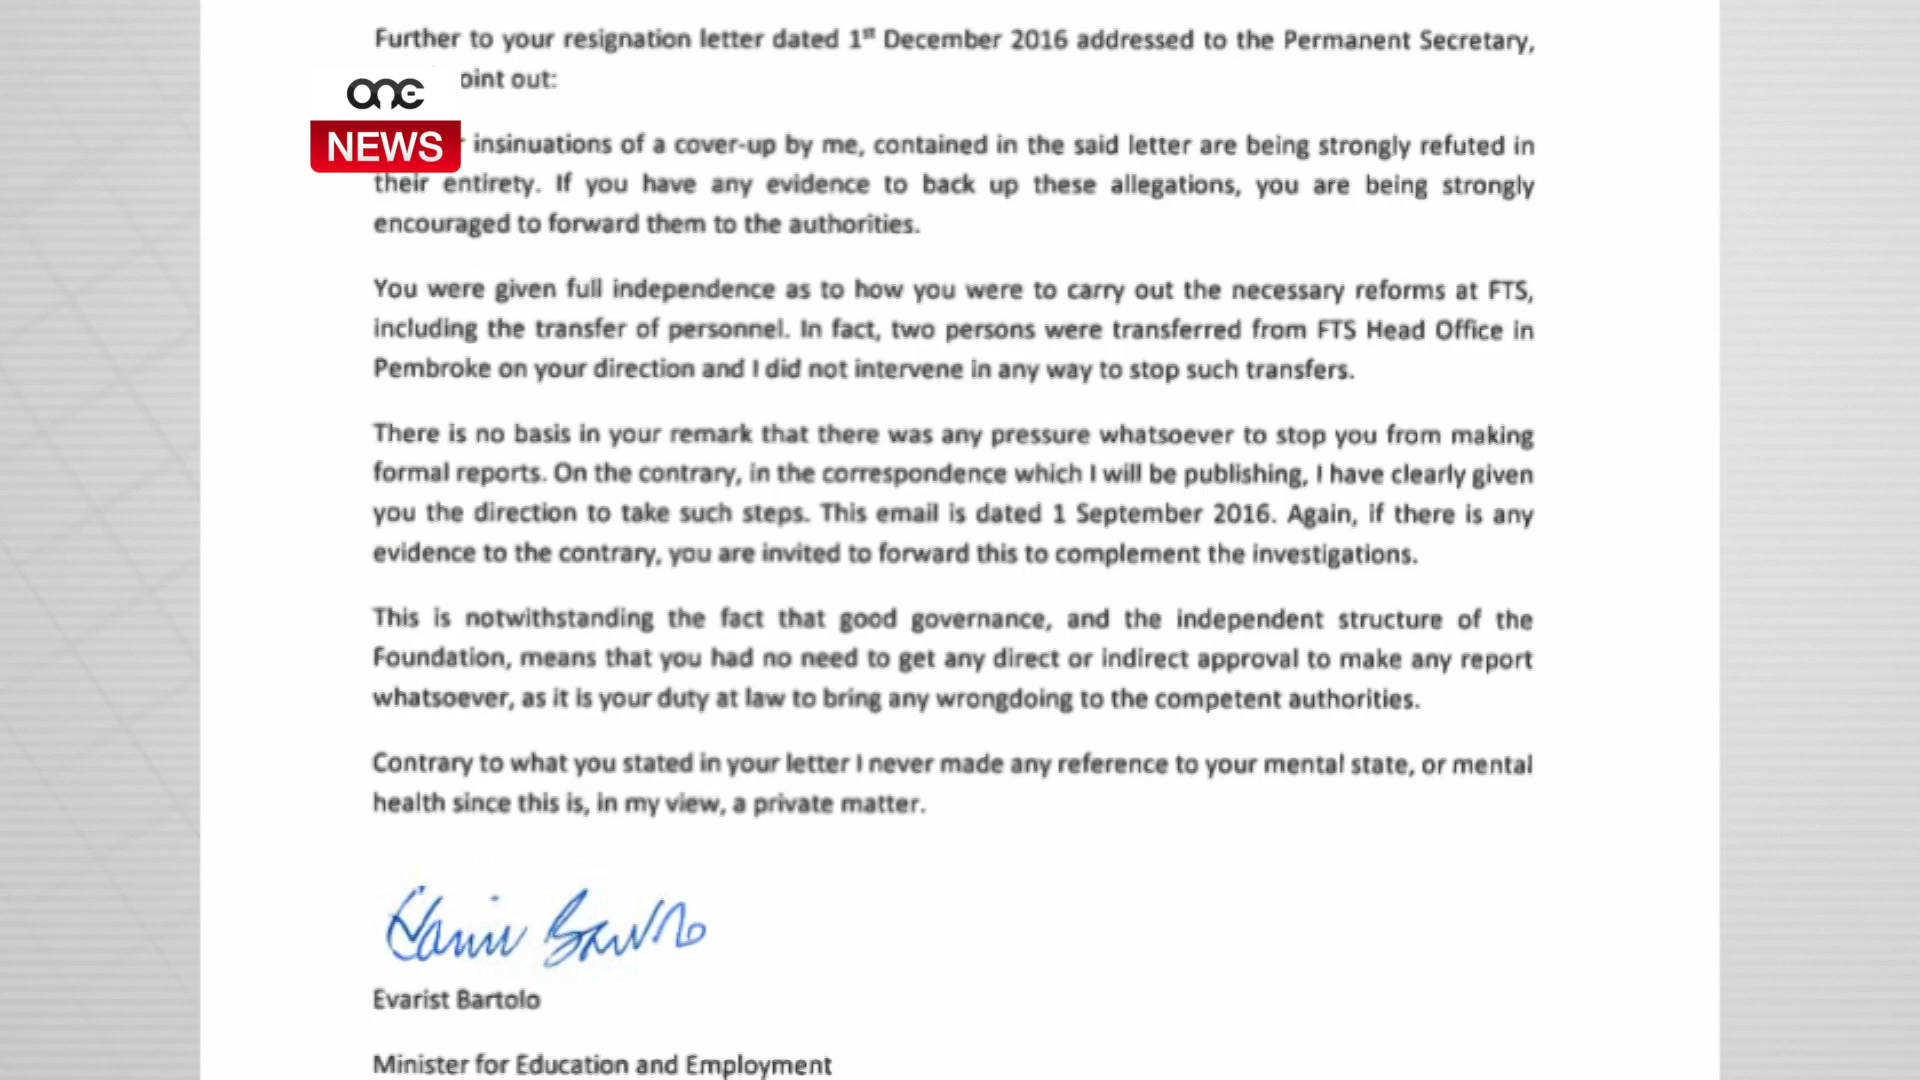 Further to your resignation letter dated 1st December 2016 addressed to the Permanent Secretary,
oint out:
one
NEWS
insinuations of a cover-up by me, contained in the said letter are being strongly refuted in
their entirety. If you have any evidence to back up these allegations, you are being strongly
encouraged to forward them to the authorities.
You were given full independence as to how you were to carry out the necessary reforms at FTS,
including the transfer of personnel. In fact, two persons were transferred from FTS Head Office in
Pembroke on your direction and I did not intervene in any way to stop such transfers.
There is no basis in your remark that there was any pressure whatsoever to stop you from making
formal reports. On the contrary, in the correspondence which I will be publishing, I have clearly given
you the direction to take such steps. This email is dated 1 September 2016. Again, if there is any
evidence to the contrary, you are invited to forward this to complement the investigations.
This is notwithstanding the fact that good governance, and the independent structure of the
Foundation, means that you had no need to get any direct or indirect approval to make any report
whatsoever, as it is your duty at law to bring any wrongdoing to the competent authorities.
Contrary to what you stated in your letter I never made any reference to your mental state, or mental
health since this is, in my view, a private matter.
Evarist Bartolo
Minister for Education and Employment